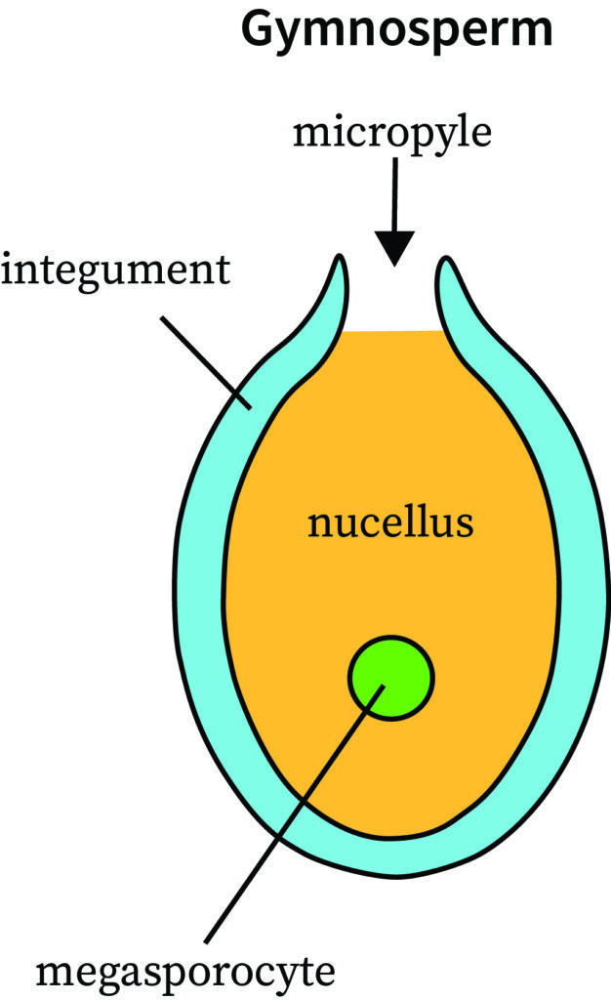 Gymnosperm
micropyle
integument
nucellus
megasporocyte